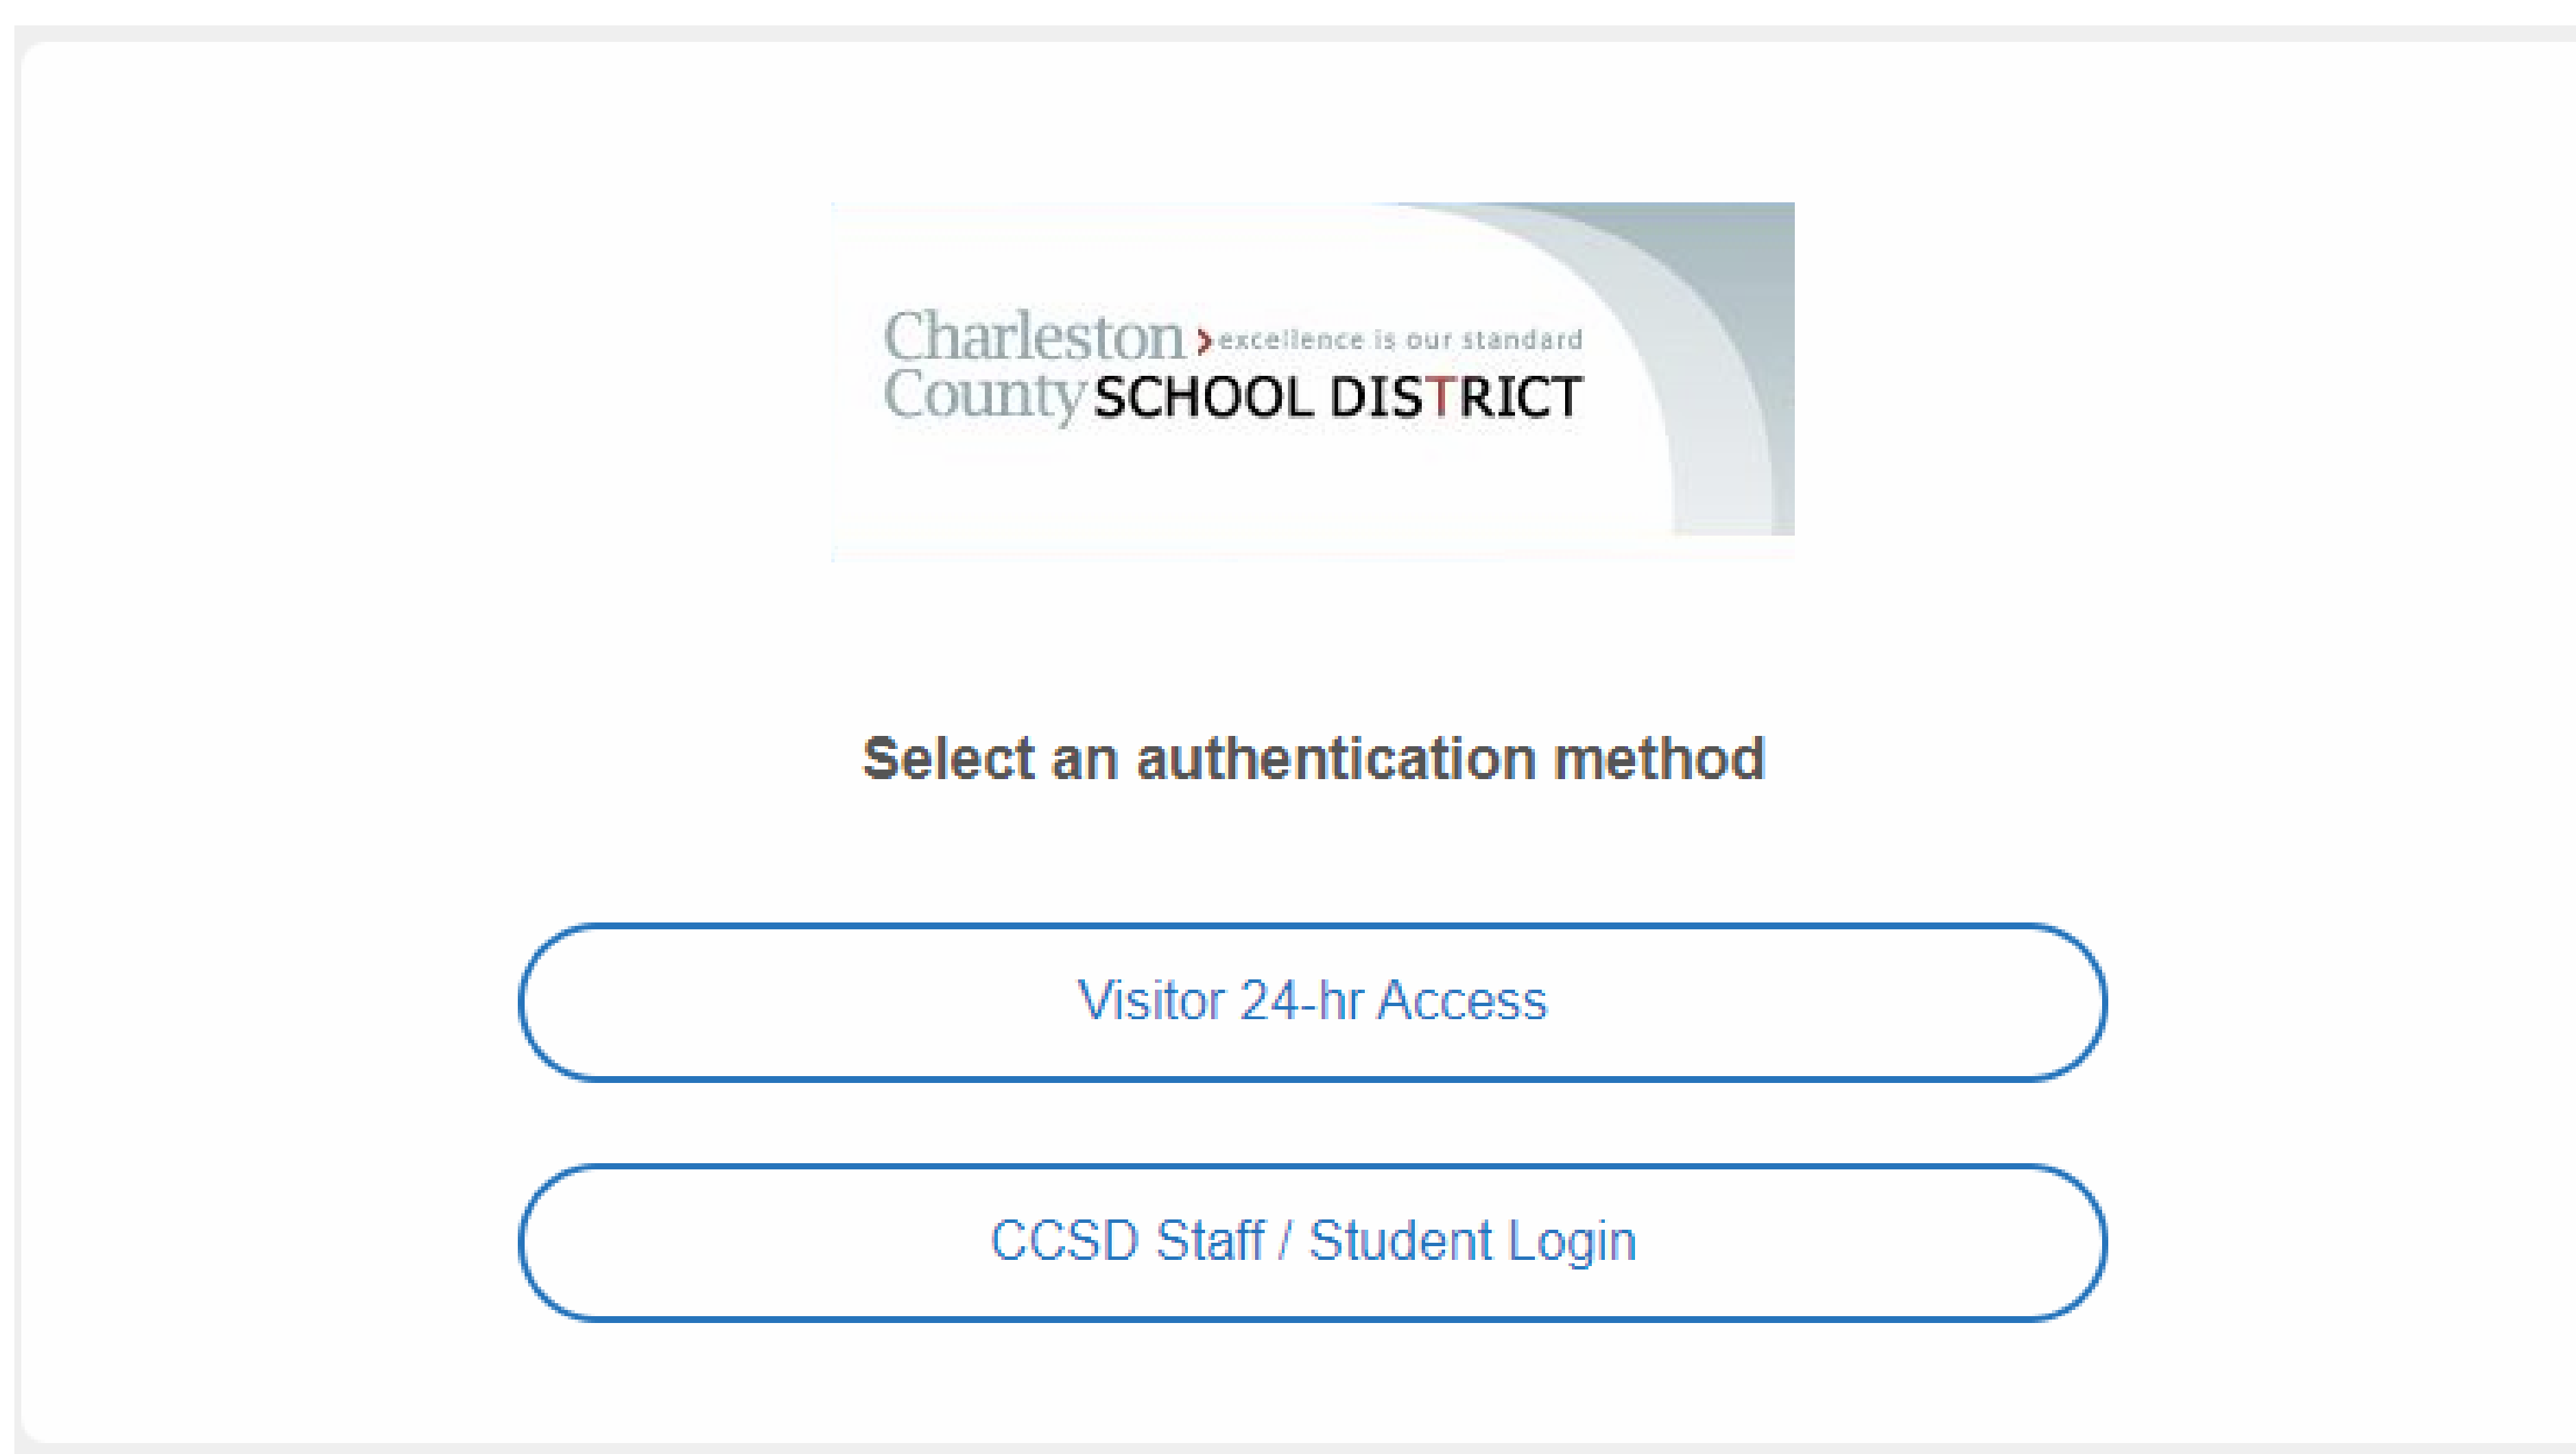 Charleston › excellence is our standard
County SCHOOL DISTRICT
Select an authentication method
Visitor 24-hr Access
CCSD Staff / Student Login